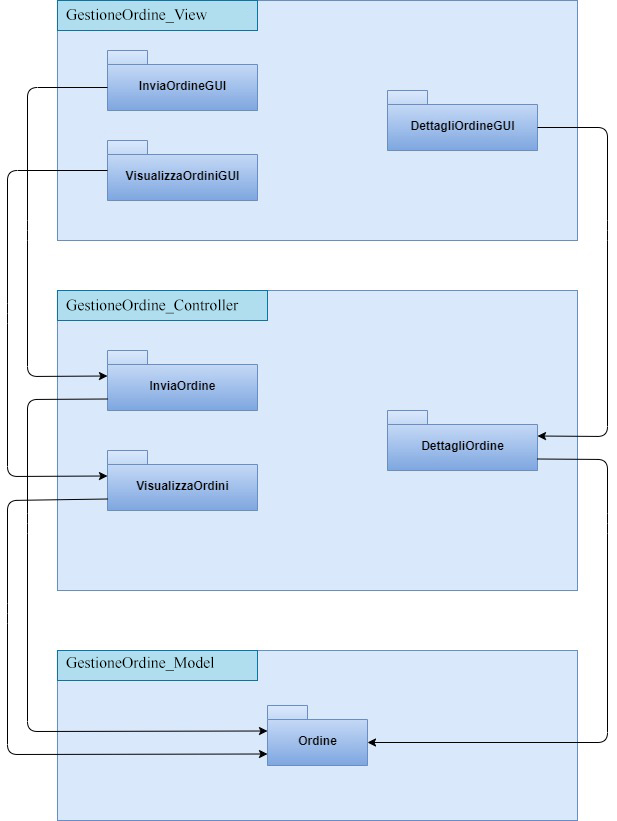 GestioneOrdine_View
InviaOrdineGUI
DettagliOrdineGUI
VisualizzaOrdiniGUI
GestioneOrdine_Controller
InviaOrdine
DettagliOrdine
VisualizzaOrdini
GestioneOrdine_Model
Ordine